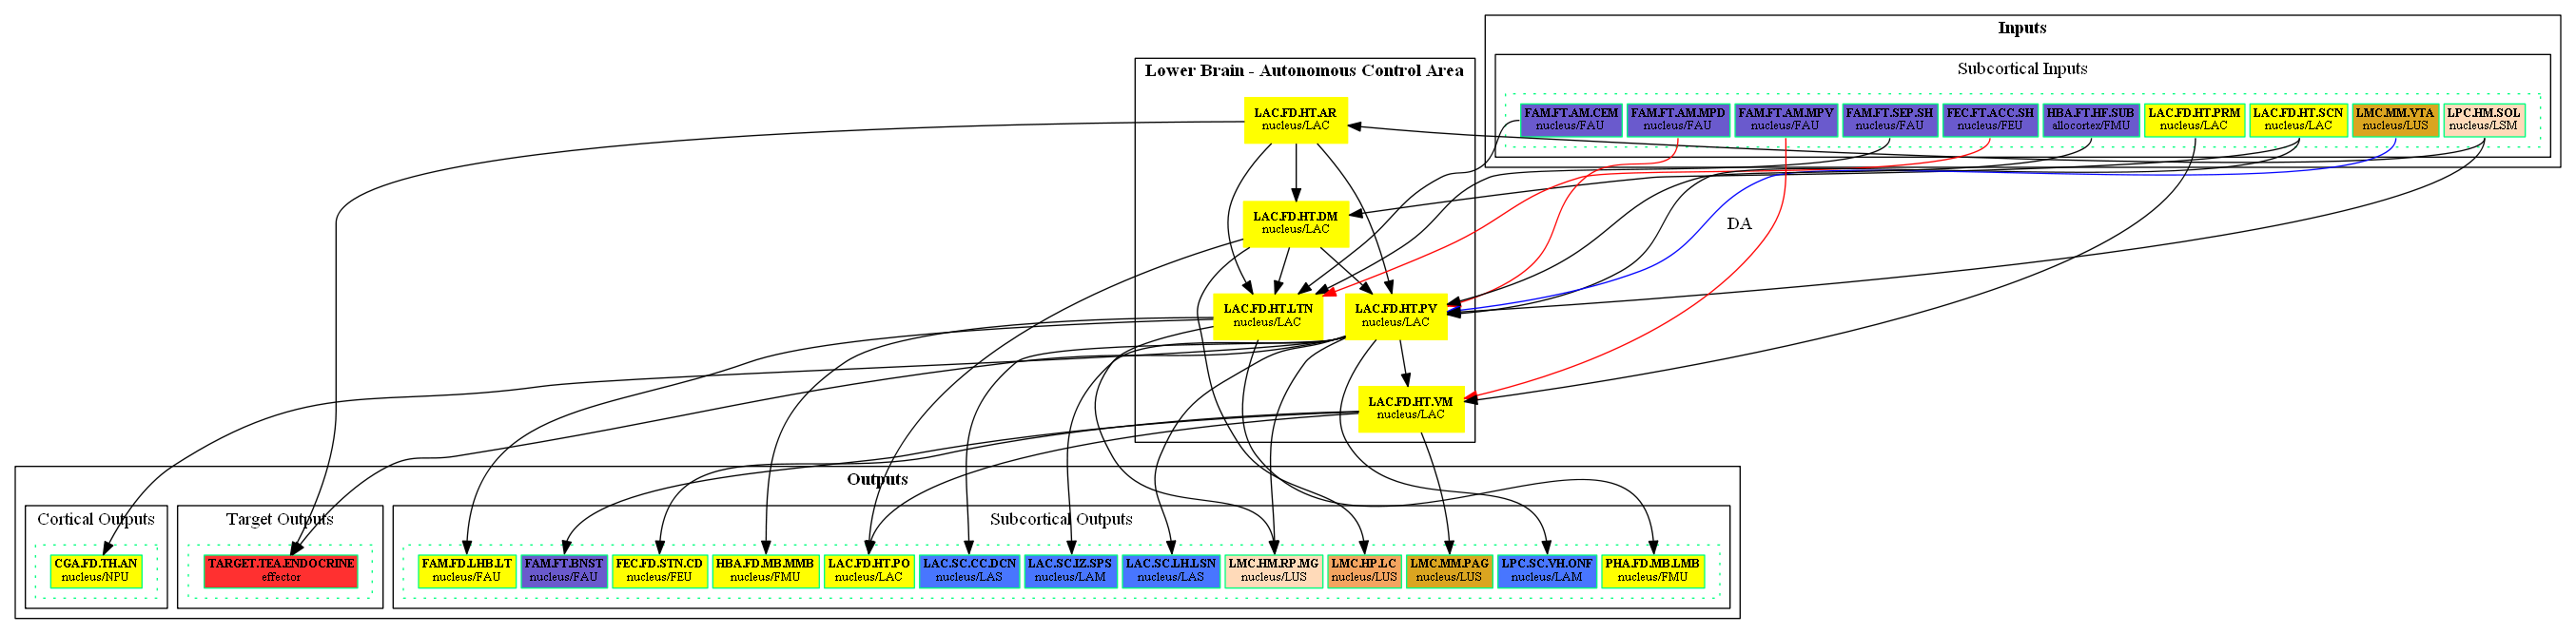 Inputs
Subcortical Inputs
FAM.FT.AM.CEM
nucleus/FAU
FAM.FT.AM.MPD
nucleus/FAU
FAM.FT.AM.MPV
nucleus/FAU
FAM.FT.SEP.SH
nucleus/FAU
FEC.FT.ACC.SH
nucleus/FEU
HBA.FT.HF.SUB
allocortex/FMU
LAC.FD.HT.PRM
nucleus/LAC
LAC.FD.HT.SCN
nucleus/LAC
LMC.MM.VTA
nucleus/LUS
LPC.HM.SOL
nucleus/LSM
Lower Brain - Autonomous Control Area
LAC.FD.HT.AR
nucleus/LAC
LAC.FD.HT.DM
nucleus/LAC
DA
LAC.FD.HT.LTN
nucleus/LAC
LAC.FD.HT.PV
nucleus/LAC
LAC.FD.HT.VM
nucleus/LAC
Outputs
Cortical Outputs
CGA.FD.TH.AN
nucleus/NPU
Target Outputs
TARGET.TEA.ENDOCRINE
effector
Subcortical Outputs
FAM.FD.LHB.LT
nucleus/FAU
FAM.FT.BNST
nucleus/FAU
FEC.FD.STN.CD
nucleus/FEU
HBA.FD.MB.MMB
nucleus/FMU
LAC.FD.HT.PO
nucleus/LAC
LAC.SC.CC.DCN
nucleus/LAS
LAC.SC.IZ.SPS
nucleus/LAM
LAC.SC.LH.LSN
nucleus/LAS
LMC.HM.RP.MG
nucleus/LUS
LMC.HP.LC
nucleus/LUS
LMC.MM.PAG
nucleus/LUS
LPC.SC.VH.ONF
nucleus/LAM
PHA.FD.MB.LMB
nucleus/FMU